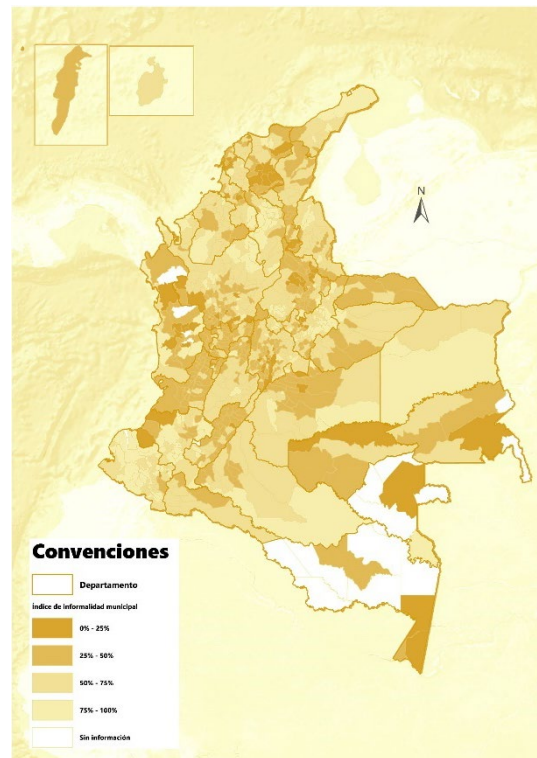 N
Convenciones
Departamento
Índice de informalidad municipal
0% - 25%
25% - 50%
50% - 75%
75% - 100%
Sin información